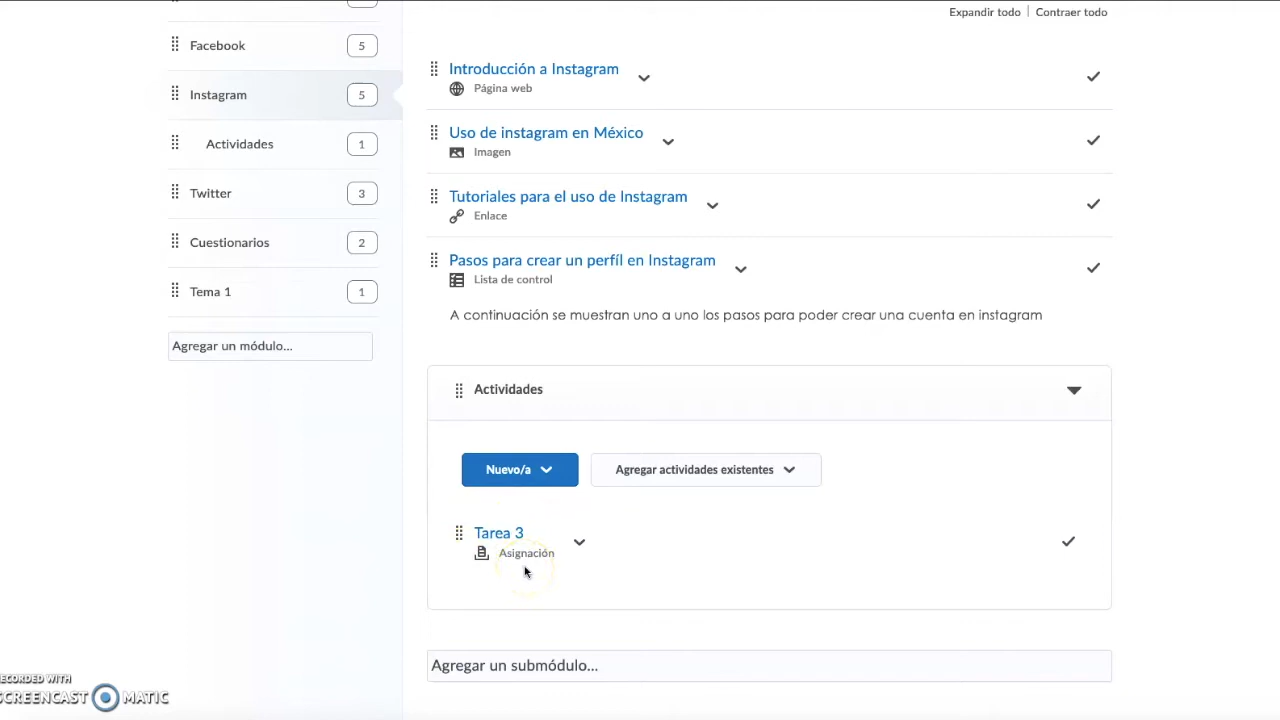 Expandir todo | Contraer todo
Facebook 5
Instagram 5
Actividades 1
Twitter 3
Cuestionarios 2
Tema 1 1
Agregar un módulo...
Introducción a Instagram
Página web
Uso de instagram en México
Imagen
Tutoriales para el uso de Instagram
Enlace
Pasos para crear un perfíl en Instagram
Lista de control
A continuación se muestran uno a uno los pasos para poder crear una cuenta en instagram
Actividades
Nuevo/a
Agregar actividades existentes
Tarea 3
Asignación
Agregar un submódulo...
ECORDED WITH
SCREENCAST MATIC